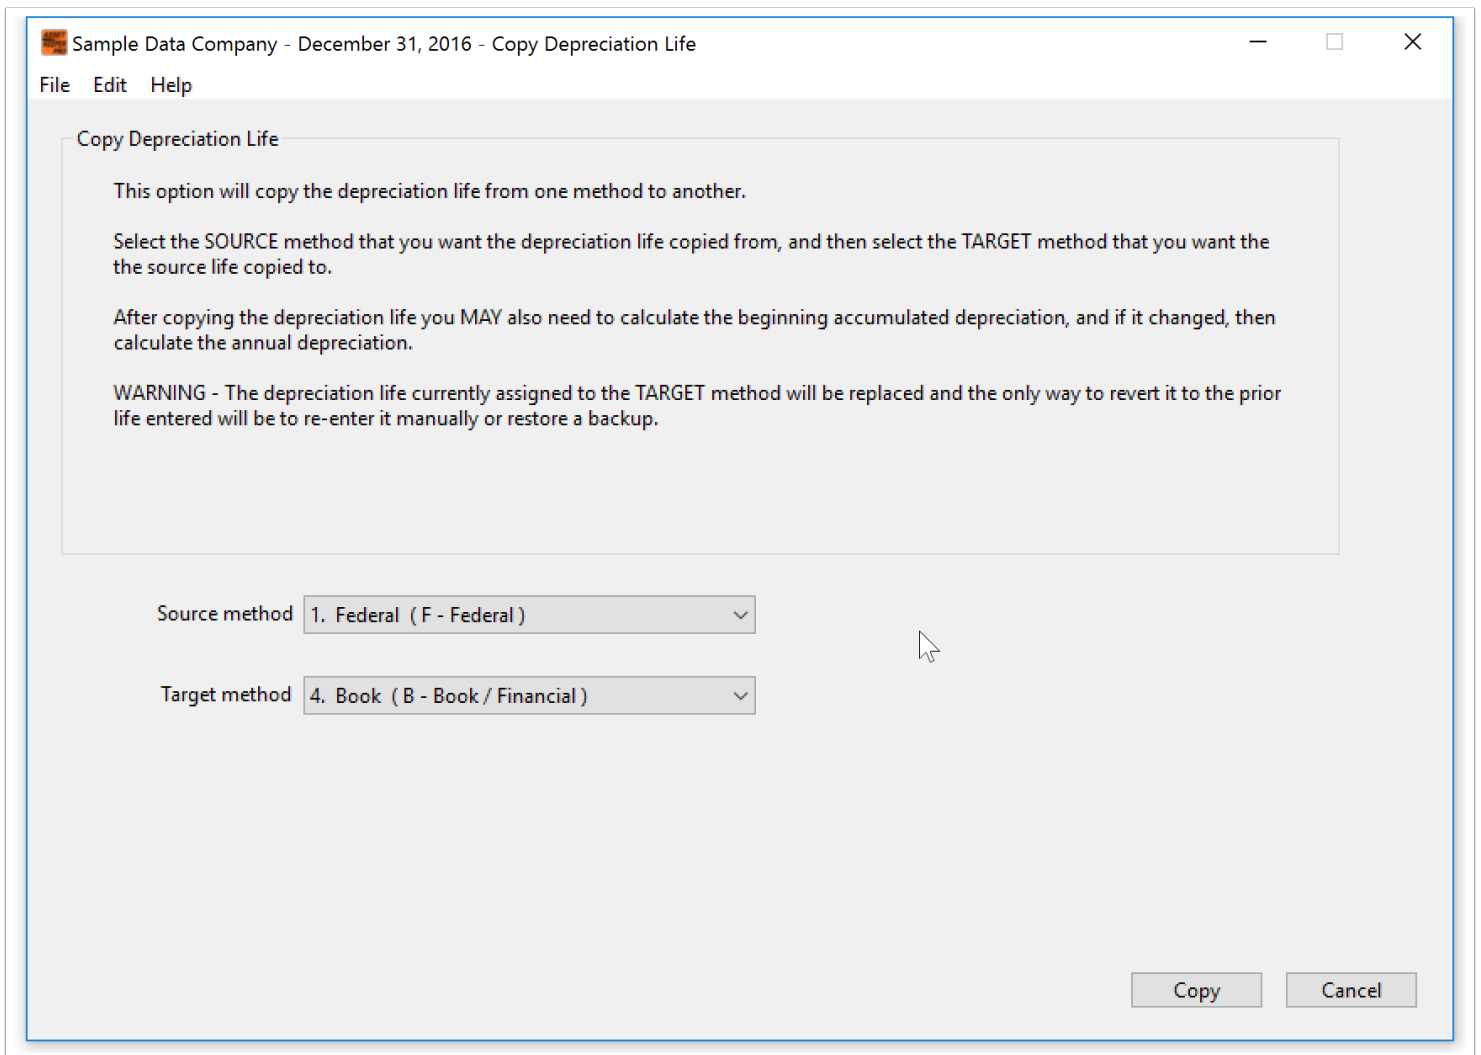 ASSET KEEPER PRO
Sample Data Company - December 31, 2016 - Copy Depreciation Life
File Edit Help
Copy Depreciation Life
This option will copy the depreciation life from one method to another.
Select the SOURCE method that you want the depreciation life copied from, and then select the TARGET method that you want the
the source life copied to.
After copying the depreciation life you MAY also need to calculate the beginning accumulated depreciation, and if it changed, then
calculate the annual depreciation.
WARNING - The depreciation life currently assigned to the TARGET method will be replaced and the only way to revert it to the prior
life entered will be to re-enter it manually or restore a backup.
Source method 1. Federal ( F - Federal )
Target method 4. Book ( B - Book / Financial )
Copy Cancel